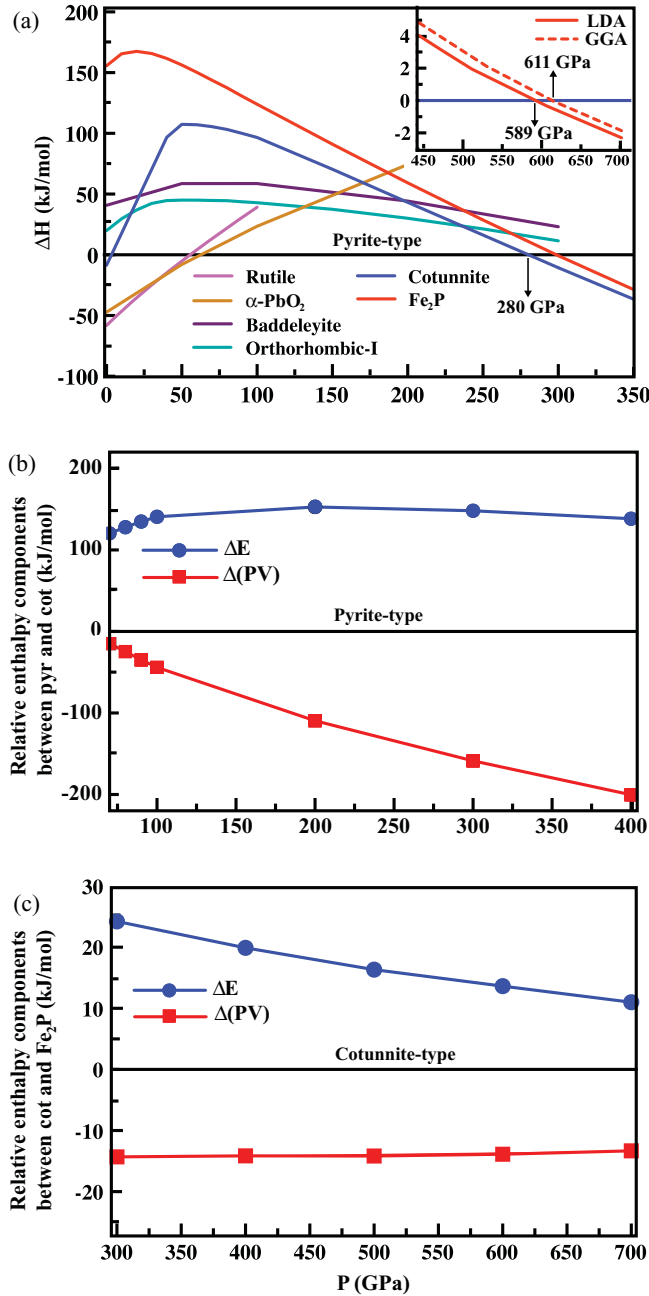 (a)
ΔH (kJ/mol)
200
150
100
50
0
-50
-100
0
50
100
150
200
250
300
350
Pyrite-type
Rutile
α-PbO₂
Baddeleyite
Orthorhombic-I
Cotunnite
Fe₂P
280 GPa
4
2
0
-2
440
500
600
700
LDA
GGA
611 GPa
589 GPa
(b)
Relative enthalpy components
between pyr and cot (kJ/mol)
200
100
0
-100
-200
100
150
200
250
300
350
400
ΔE
Δ(PV)
Pyrite-type
(c)
Relative enthalpy components
between cot and Fe₂P (kJ/mol)
30
20
10
0
-10
-20
300
350
400
450
500
550
600
650
700
ΔE
Δ(PV)
Cotunnite-type
P (GPa)